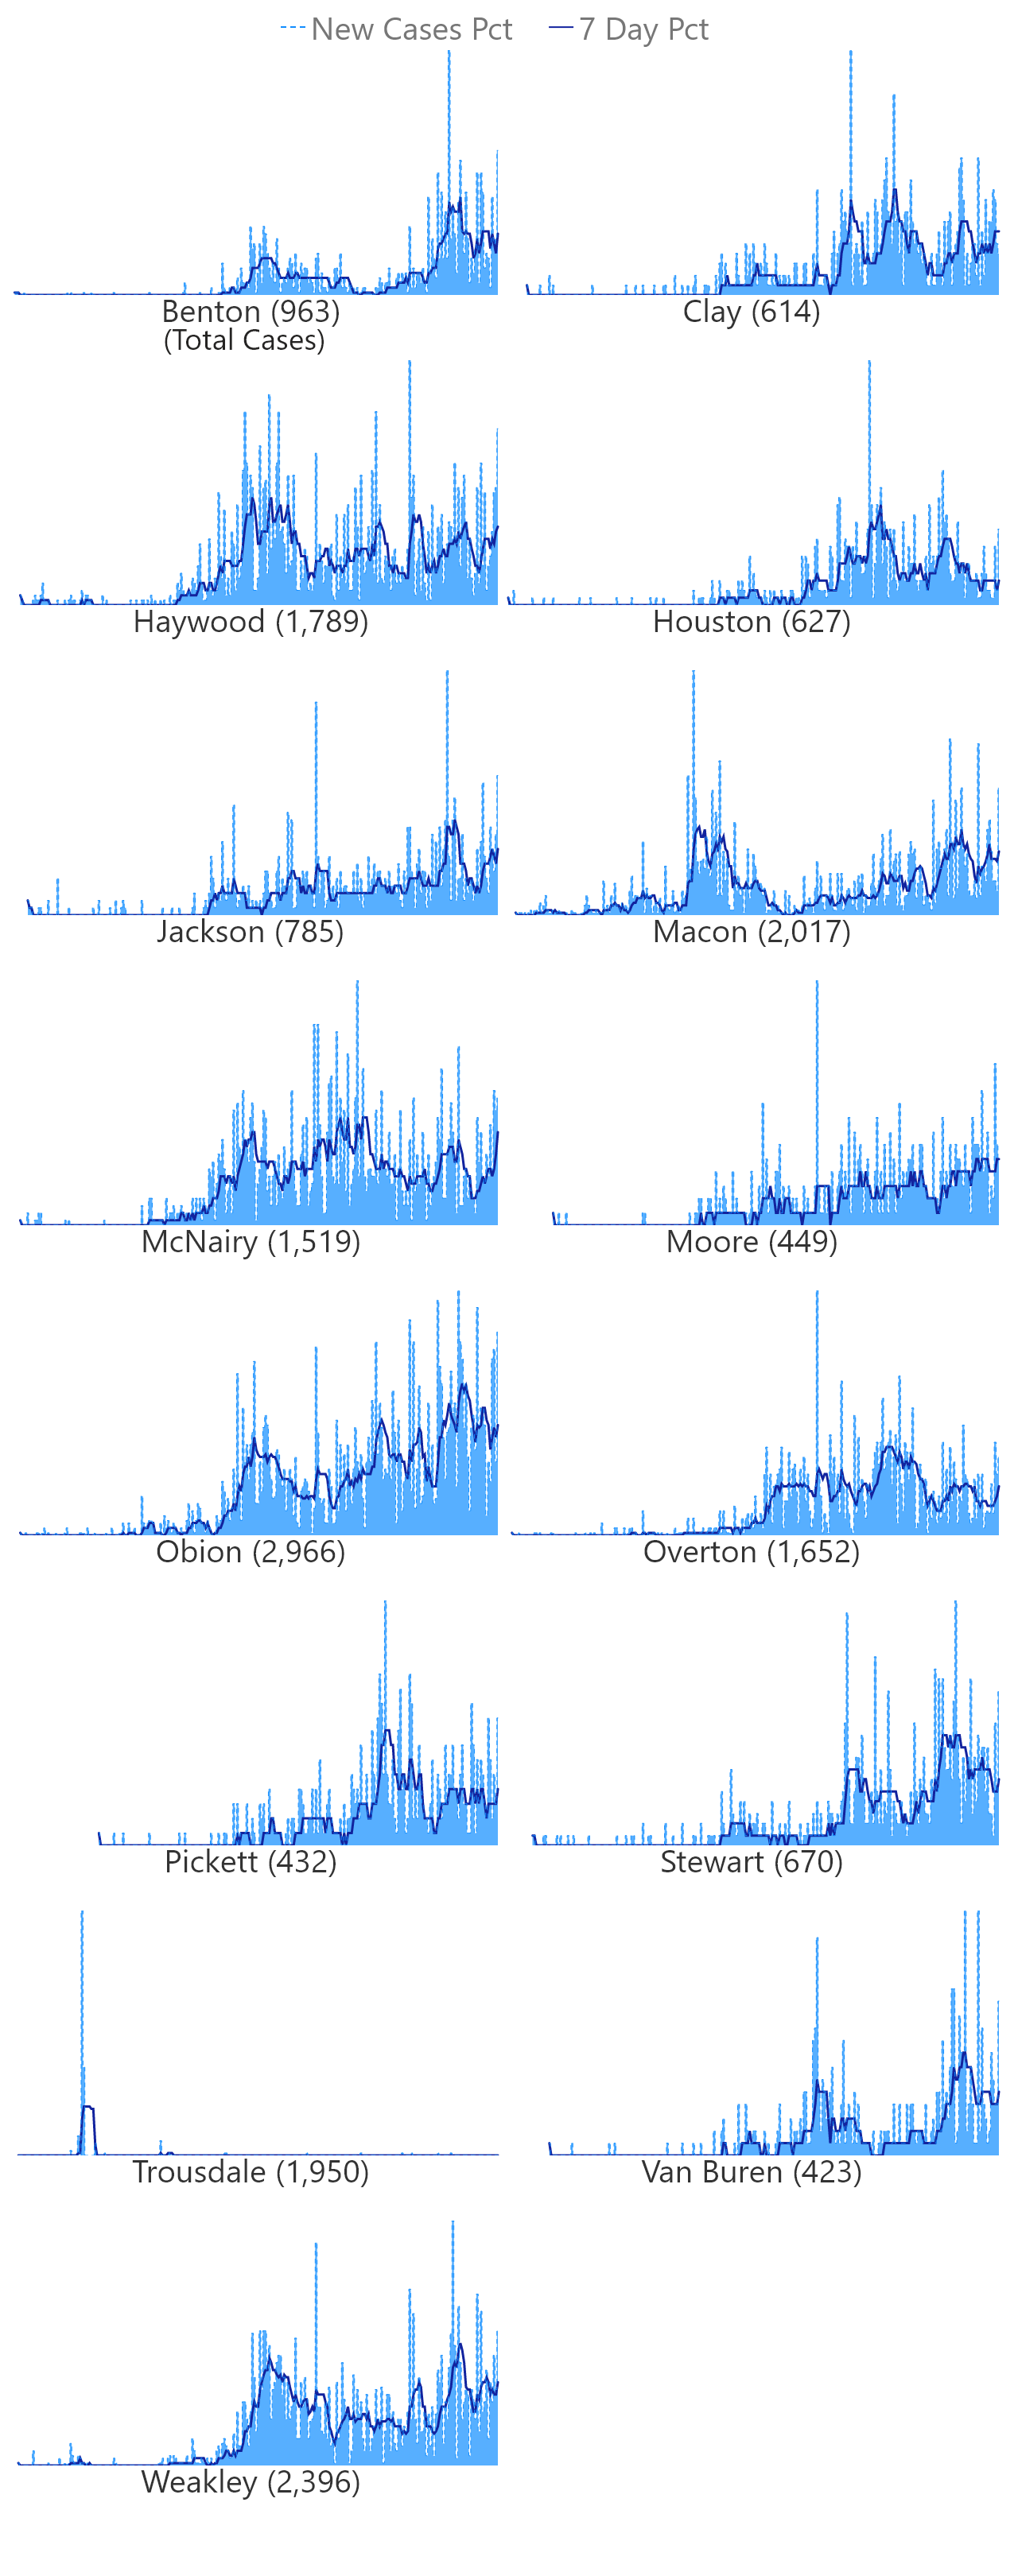 New Cases Pct 7 Day Pct
Benton (963) Clay (614)
(Total Cases)
Haywood (1,789) Houston (627)
Jackson (785) Macon (2,017)
McNairy (1,519) Moore (449)
Obion (2,966) Overton (1,652)
Pickett (432) Stewart (670)
Trousdale (1,950) Van Buren (423)
Weakley (2,396)